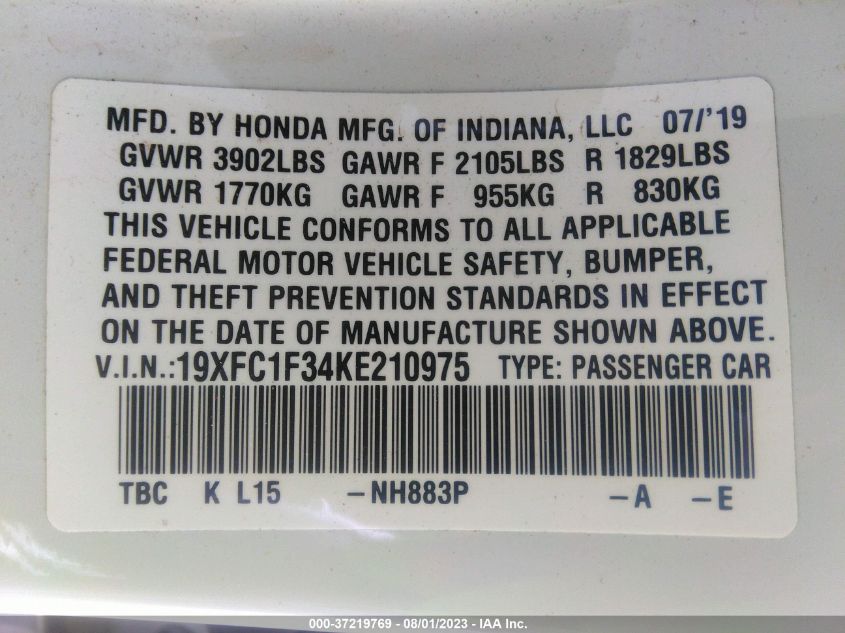 MFD. BY HONDA MFG. OF INDIANA, LLC 07/'19
GVWR 3902LBS GAWR F 2105LBS R 1829LBS
GVWR 1770KG GAWR F 955KG R 830KG
THIS VEHICLE CONFORMS TO ALL APPLICABLE
FEDERAL MOTOR VEHICLE SAFETY, BUMPER,
AND THEFT PREVENTION STANDARDS IN EFFECT
ON THE DATE OF MANUFACTURE SHOWN ABOVE.
V.I.N.:19XFC1F34KE210975 TYPE: PASSENGER CAR
TBC K L15 -NH883P -A -E
000-37219769 - 08/01/2023 - IAA Inc.